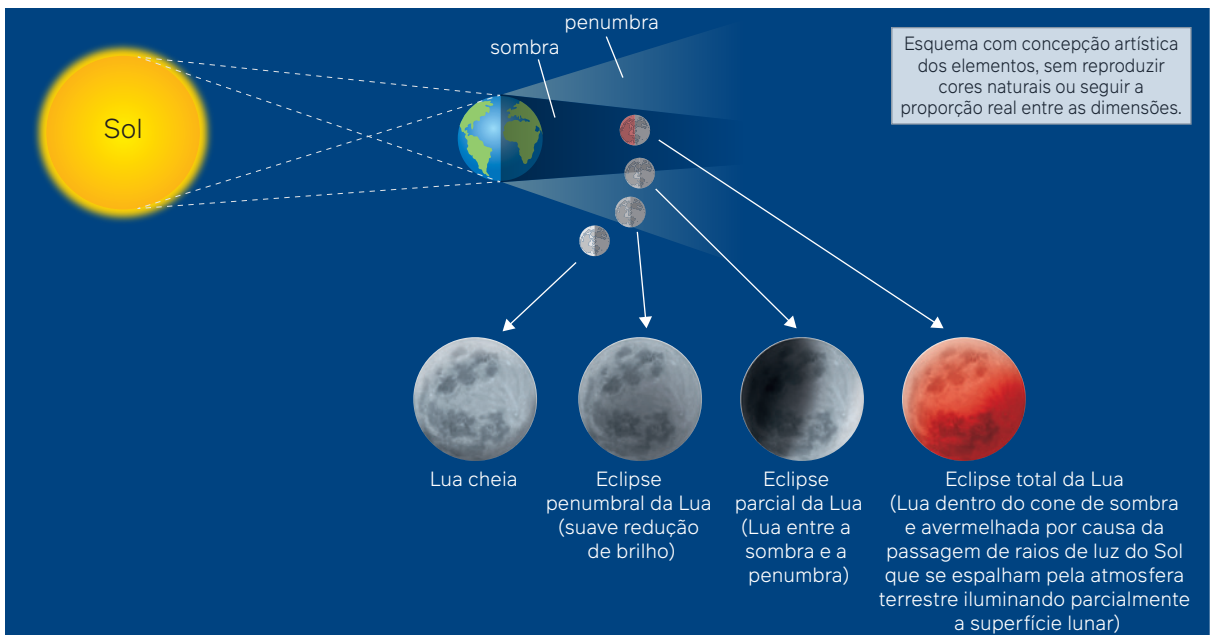 penumbra
sombra
Esquema com concepção artística
dos elementos, sem reproduzir
cores naturais ou seguir a
proporção real entre as dimensões.
Sol
Lua cheia
Eclipse
penumbral da Lua
(suave redução
de brilho)
Eclipse
parcial da Lua
(Lua entre a
sombra e a
penumbra)
Eclipse total da Lua
(Lua dentro do cone de sombra
e avermelhada por causa da
passagem de raios de luz do Sol
que se espalham pela atmosfera
terrestre iluminando parcialmente
a superfície lunar)